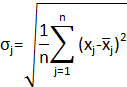 σj= √(1/n ∑_{j=1}^{n} (xj-x̅j)²)